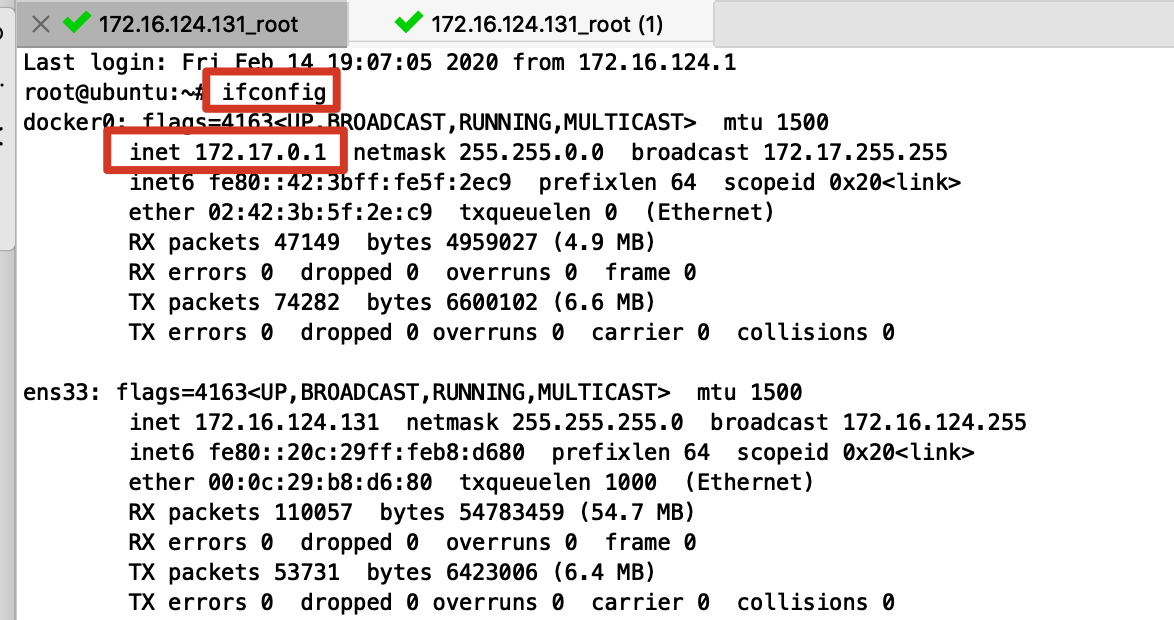 172.16.124.131_root
172.16.124.131_root (1)
Last login: Fri Feb 14 19:07:05 2020 from 172.16.124.1
root@ubuntu:~# ifconfig
docker0: flags=4163<UP,BROADCAST,RUNNING,MULTICAST>  mtu 1500
        inet 172.17.0.1  netmask 255.255.0.0  broadcast 172.17.255.255
        inet6 fe80::42:3bff:fe5f:2ec9  prefixlen 64  scopeid 0x20<link>
        ether 02:42:3b:5f:2e:c9  txqueuelen 0  (Ethernet)
        RX packets 47149  bytes 4959027 (4.9 MB)
        RX errors 0  dropped 0  overruns 0  frame 0
        TX packets 74282  bytes 6600102 (6.6 MB)
        TX errors 0  dropped 0 overruns 0  carrier 0  collisions 0

ens33: flags=4163<UP,BROADCAST,RUNNING,MULTICAST>  mtu 1500
        inet 172.16.124.131  netmask 255.255.255.0  broadcast 172.16.124.255
        inet6 fe80::20c:29ff:feb8:d680  prefixlen 64  scopeid 0x20<link>
        ether 00:0c:29:b8:d6:80  txqueuelen 1000  (Ethernet)
        RX packets 110057  bytes 54783459 (54.7 MB)
        RX errors 0  dropped 0  overruns 0  frame 0
        TX packets 53731  bytes 6423006 (6.4 MB)
        TX errors 0  dropped 0 overruns 0  carrier 0  collisions 0